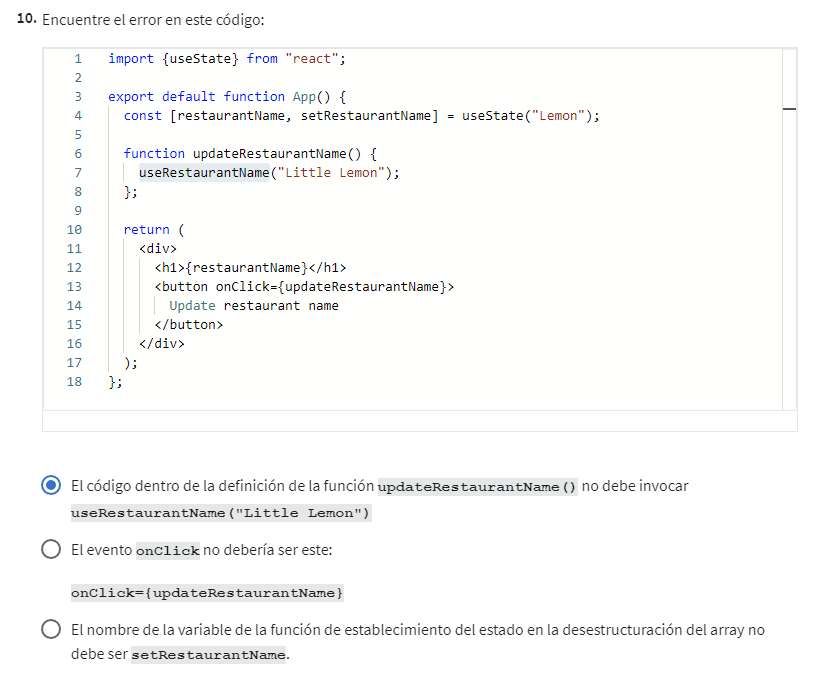 10. Encuentre el error en este código:
1 import {useState} from "react";
2
3 export default function App() {
4 const [restaurantName, setRestaurantName] = useState("Lemon");
5
6 function updateRestaurantName() {
7 useRestaurantName("Little Lemon");
8 };
9
10 return (
11 <div>
12 <h1>{restaurantName}</h1>
13 <button onClick={updateRestaurantName}>
14 Update restaurant name
15 </button>
16 </div>
17 );
18 };
El código dentro de la definición de la función updateRestaurantName() no debe invocar
useRestaurantName("Little Lemon")
El evento onClick no debería ser este:
onClick={updateRestaurantName}
El nombre de la variable de la función de establecimiento del estado en la desestructuración del array no
debe ser setRestaurantName.